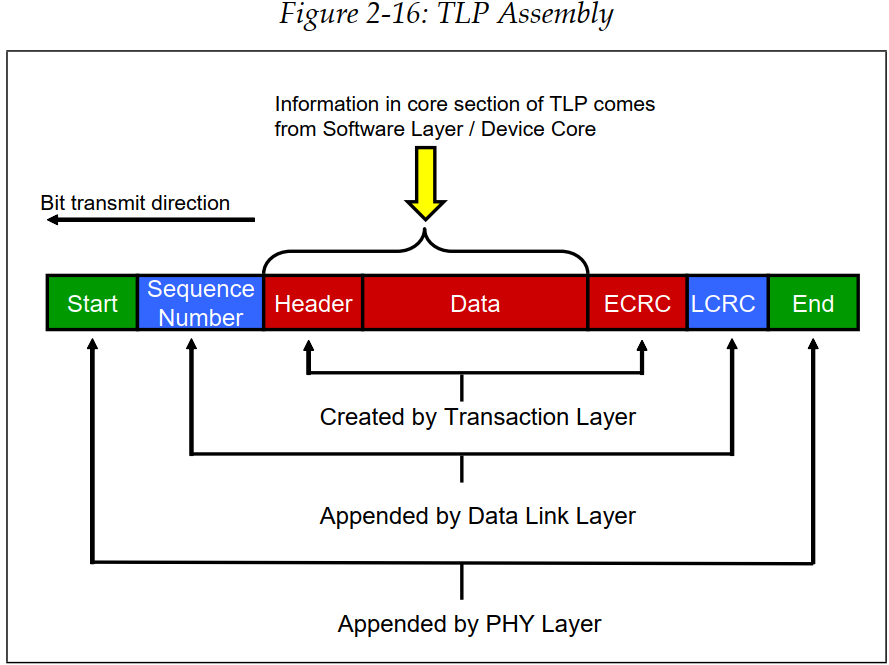 Figure 2-16: TLP Assembly
Information in core section of TLP comes
from Software Layer / Device Core
Bit transmit direction
Start
Sequence
Number
Header
Data
ECRC
LCRC
End
Created by Transaction Layer
Appended by Data Link Layer
Appended by PHY Layer